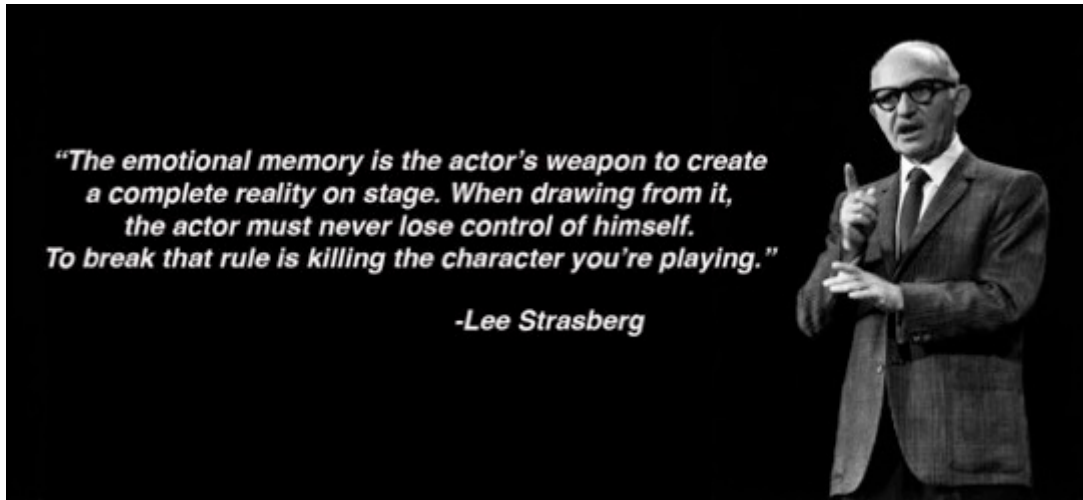 “The emotional memory is the actor’s weapon to create
a complete reality on stage. When drawing from it,
the actor must never lose control of himself.
To break that rule is killing the character you’re playing.”
-Lee Strasberg